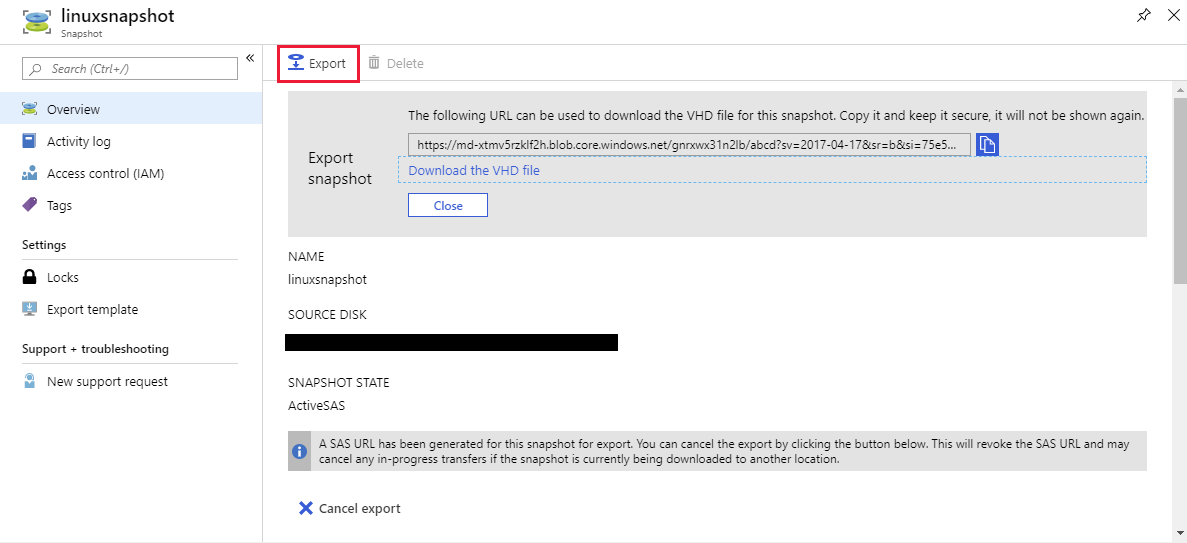 linuxsnapshot
Snapshot
Search (Ctrl+/)
«
Overview
Activity log
Access control (IAM)
Tags
Settings
Locks
Export template
Support + troubleshooting
New support request
Export
Delete
Export
snapshot
The following URL can be used to download the VHD file for this snapshot. Copy it and keep it secure, it will not be shown again.
https://md-xtmv5rzklf2h.blob.core.windows.net/gnrxwx31n2lb/abcd?sv=2017-04-17&sr=b&si=75e5...
Download the VHD file
Close
NAME
linuxsnapshot
SOURCE DISK
SNAPSHOT STATE
ActiveSAS
A SAS URL has been generated for this snapshot for export. You can cancel the export by clicking the button below. This will revoke the SAS URL and may
cancel any in-progress transfers if the snapshot is currently being downloaded to another location.
Cancel export